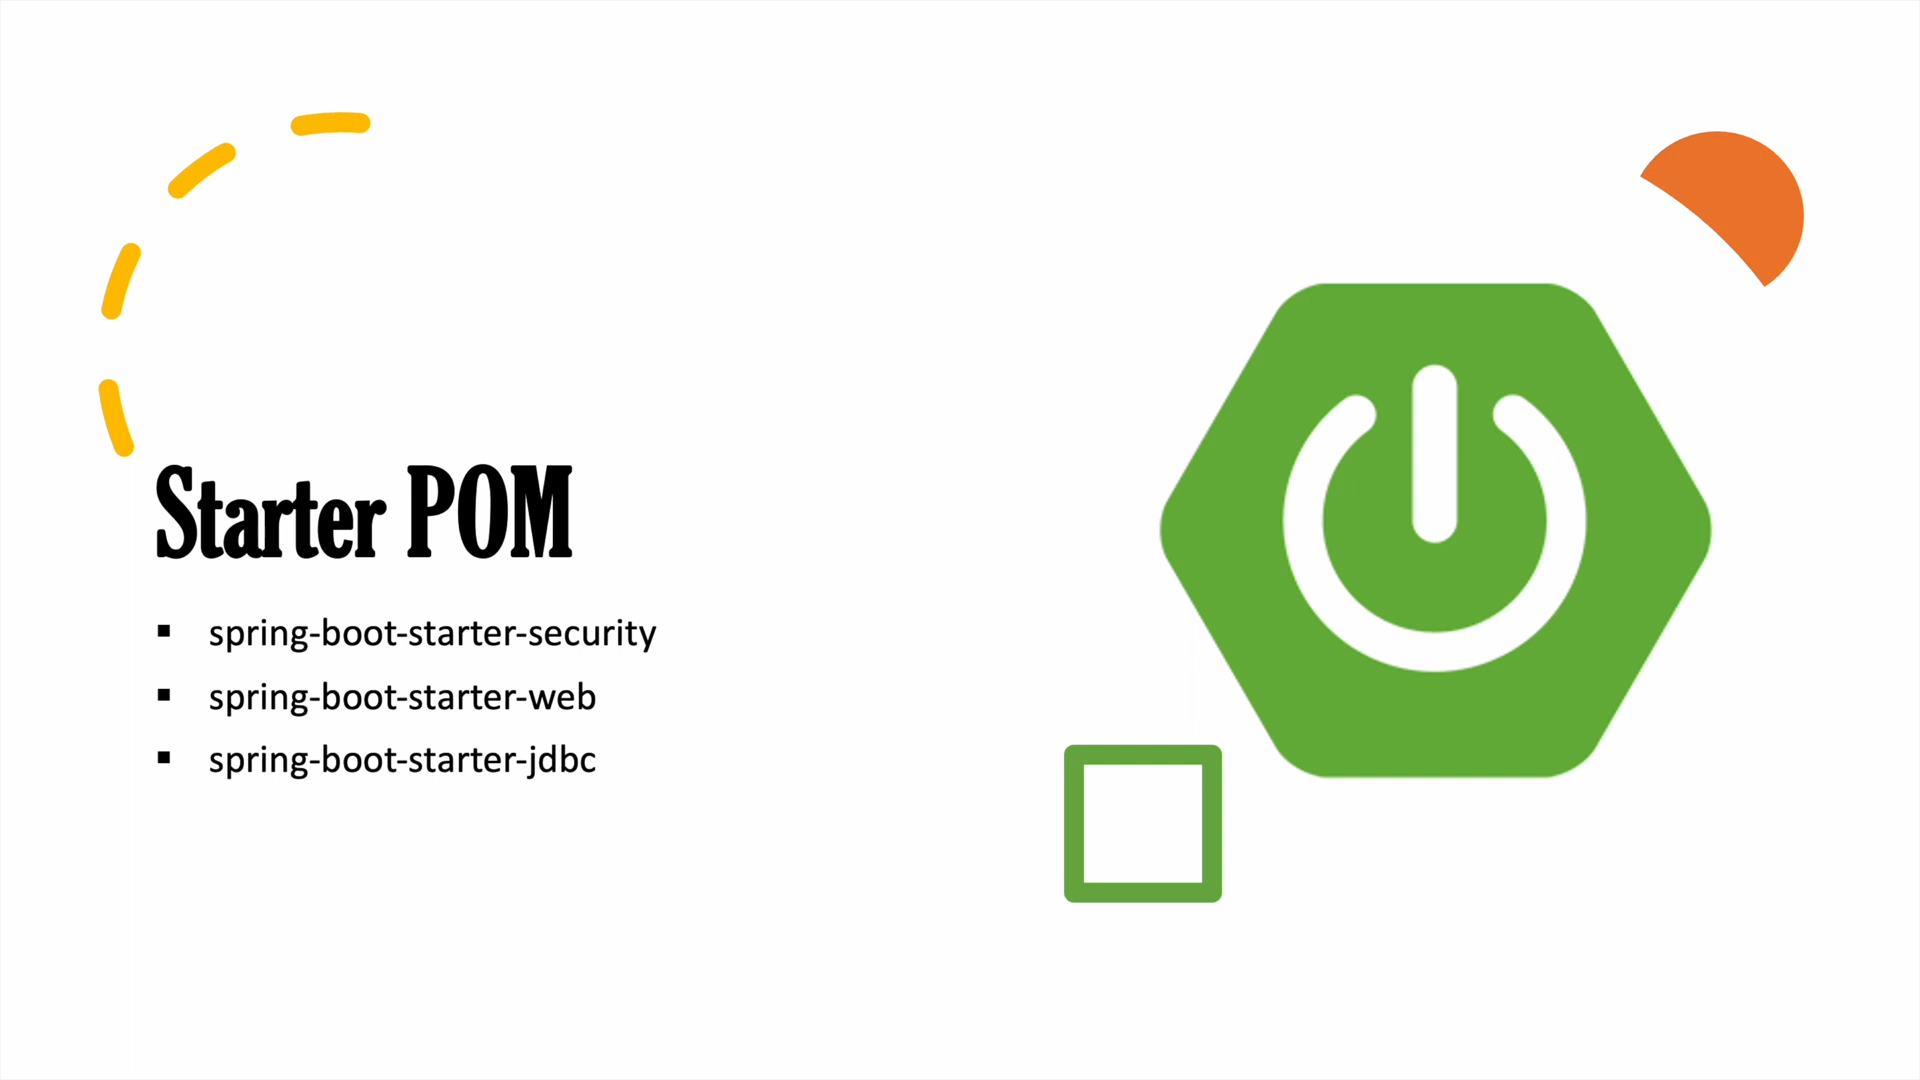 Starter POM
▪ spring-boot-starter-security
▪ spring-boot-starter-web
▪ spring-boot-starter-jdbc